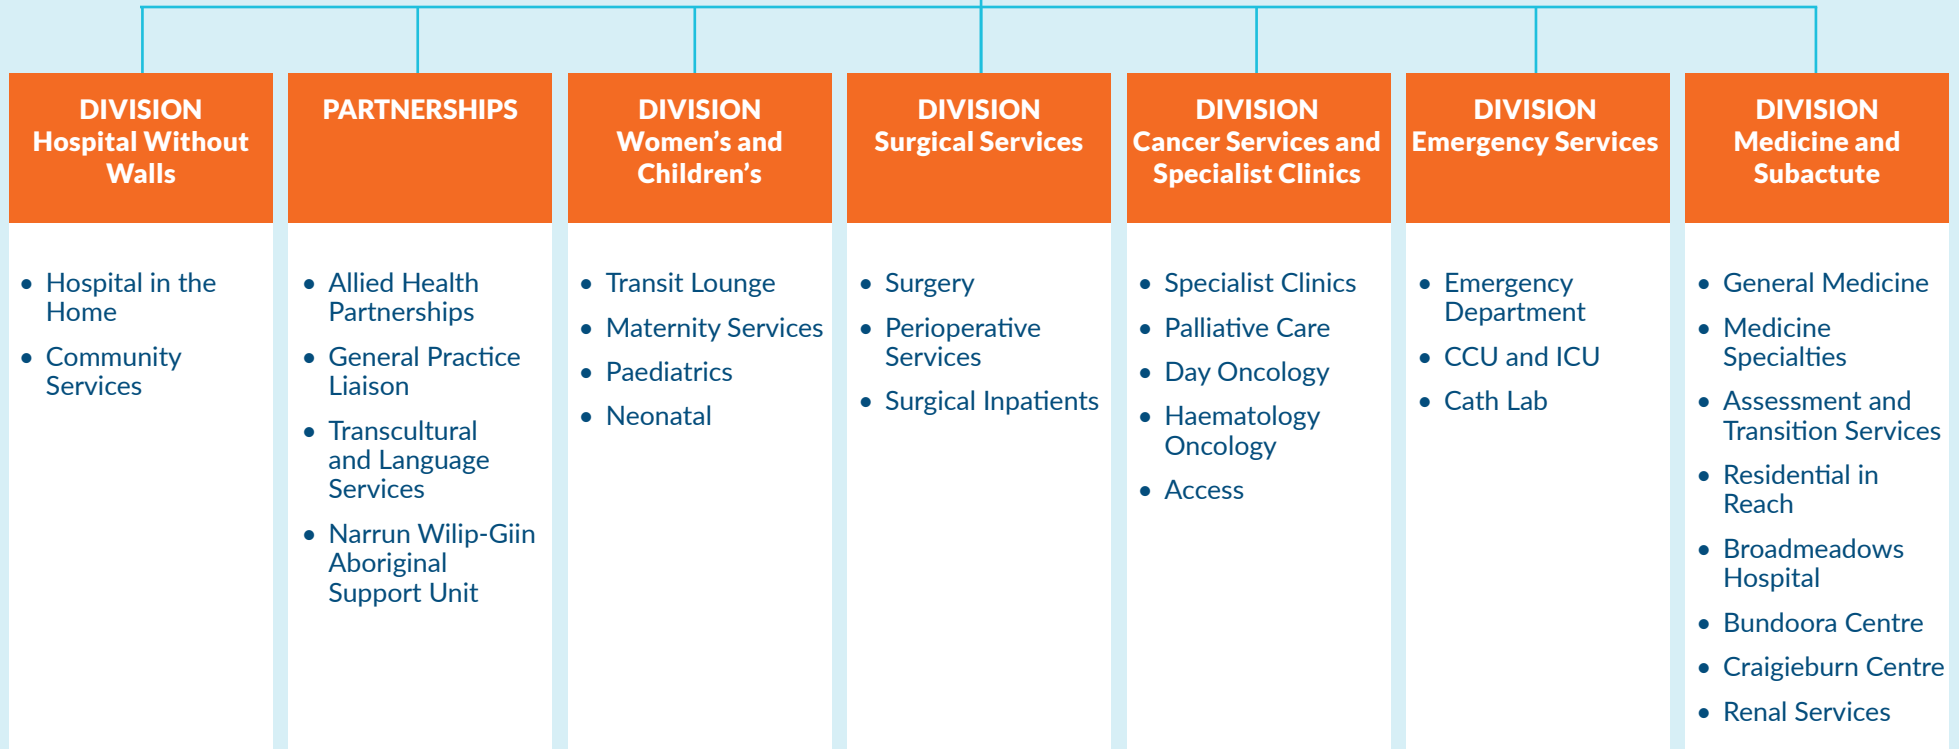 DIVISION
Hospital Without
Walls
• Hospital in the
Home
• Community
Services
PARTNERSHIPS
• Allied Health
Partnerships
• General Practice
Liaison
• Transcultural
and Language
Services
• Narrun Wilip-Giin
Aboriginal
Support Unit
DIVISION
Women’s and
Children’s
• Transit Lounge
• Maternity Services
• Paediatrics
• Neonatal
DIVISION
Surgical Services
• Surgery
• Perioperative
Services
• Surgical Inpatients
DIVISION
Cancer Services and
Specialist Clinics
• Specialist Clinics
• Palliative Care
• Day Oncology
• Haematology
Oncology
• Access
DIVISION
Emergency Services
• Emergency
Department
• CCU and ICU
• Cath Lab
DIVISION
Medicine and
Subactute
• General Medicine
• Medicine
Specialties
• Assessment and
Transition Services
• Residential in
Reach
• Broadmeadows
Hospital
• Bundoora Centre
• Craigieburn Centre
• Renal Services